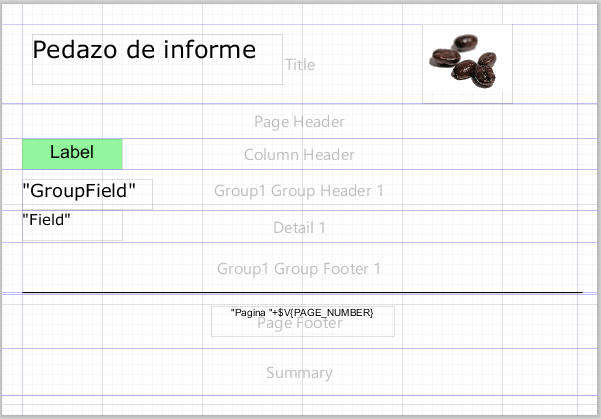 Pedazo de informe
Title
Page Header
Label
Column Header
"GroupField"
Group1 Group Header 1
"Field"
Detail 1
Group1 Group Footer 1
"Pagina "+$V{PAGE_NUMBER}
Page Footer
Summary